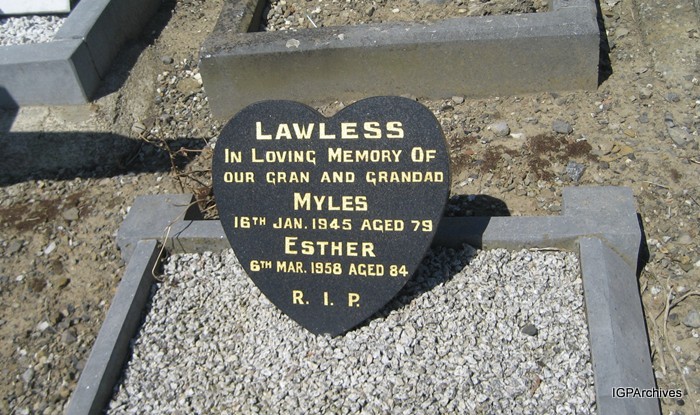 LAWLESS
IN LOVING MEMORY OF
OUR GRAN AND GRANDAD
MYLES
16TH JAN. 1945 AGED 79
ESTHER
6TH MAR. 1958 AGED 84
R. I. P.
IGPArchives